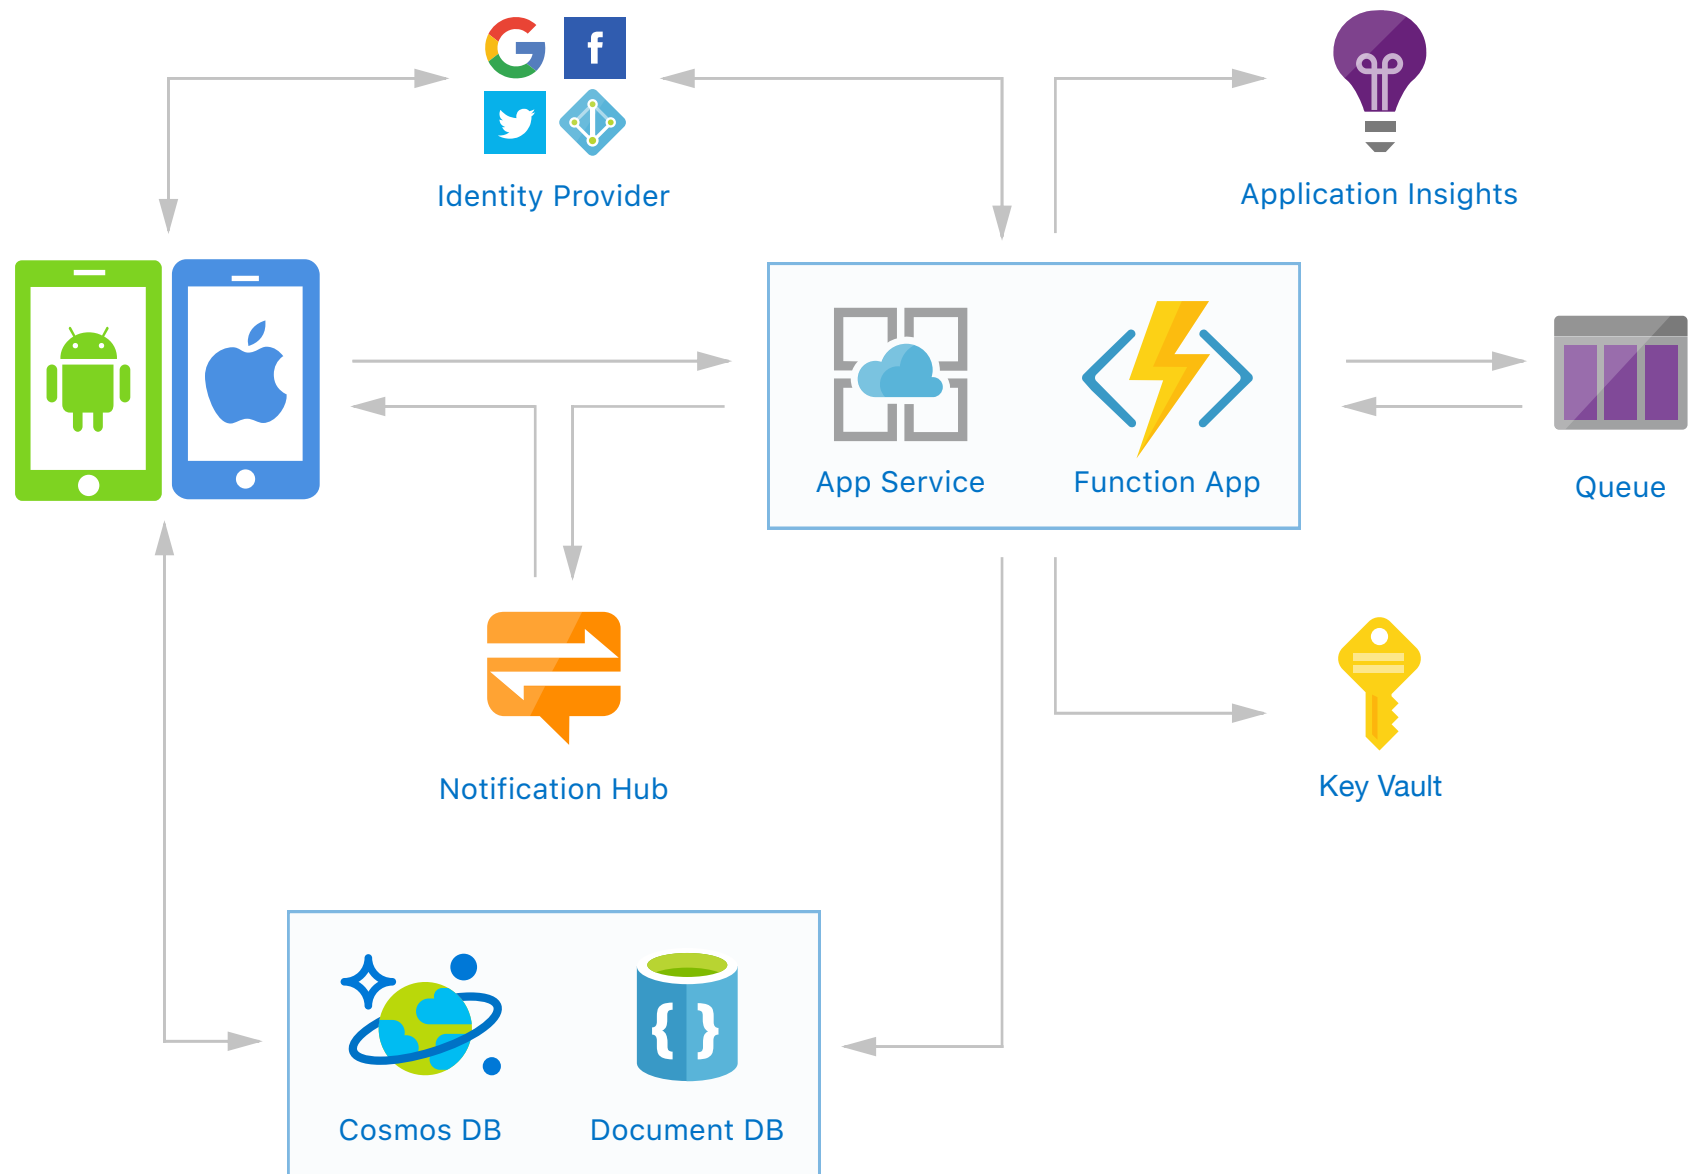 Identity Provider
Application Insights
App Service
Function App
Queue
Notification Hub
Key Vault
Cosmos DB
Document DB